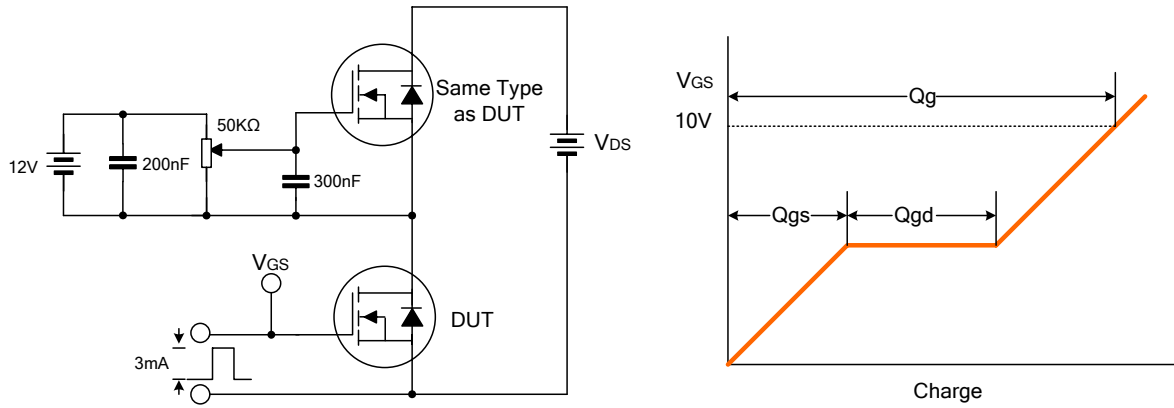 Same Type
as DUT
50KΩ
12V
200nF
300nF
VDS
VGS
DUT
3mA
VGS
10V
Qg
Qgs
Qgd
Charge